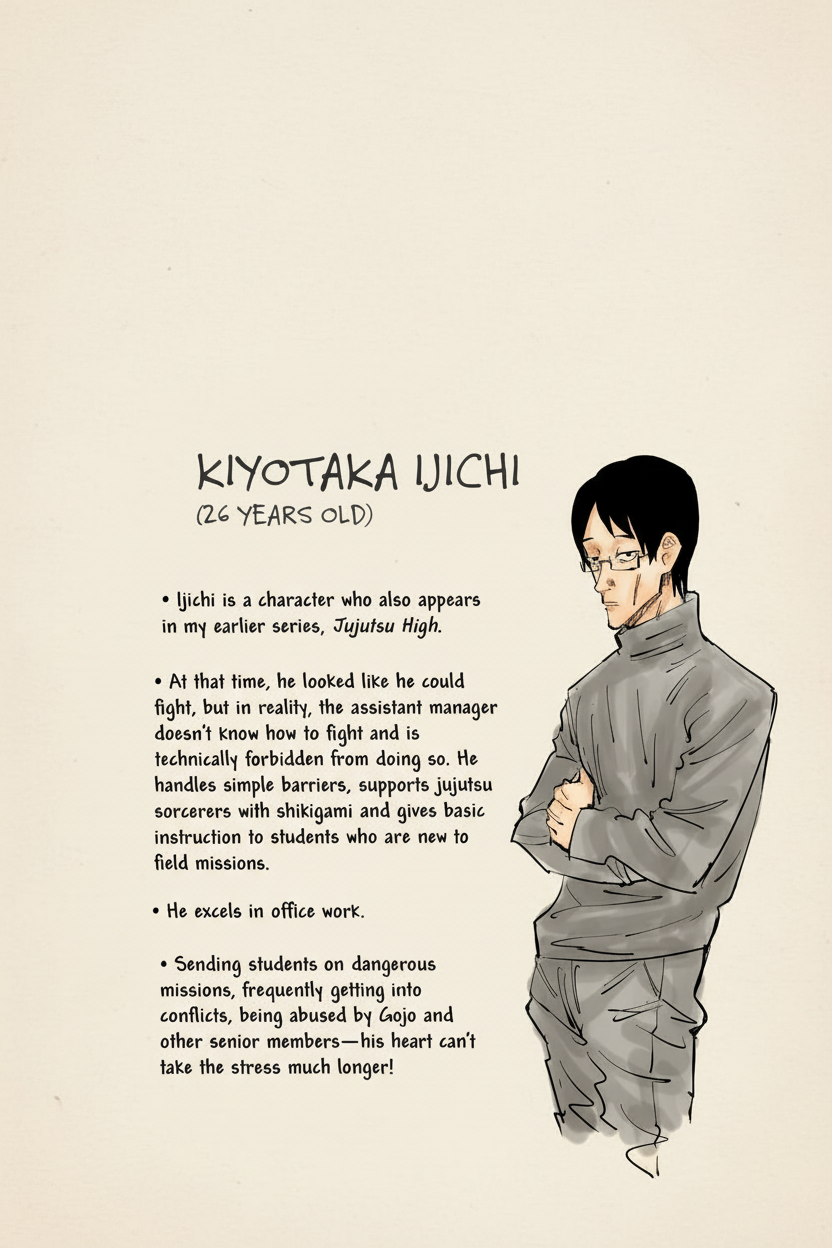 KIYOTAKA IJICHI
(26 YEARS OLD)
• Ijichi is a character who also appears
in my earlier series, Jujutsu High.
• At that time, he looked like he could
fight, but in reality, the assistant manager
doesn't know how to fight and is
technically forbidden from doing so. He
handles simple barriers, supports jujutsu
sorcerers with shikigami and gives basic
instruction to students who are new to
field missions.
• He excels in office work.
• Sending students on dangerous
missions, frequently getting into
conflicts, being abused by Gojo and
other senior members—his heart can't
take the stress much longer!